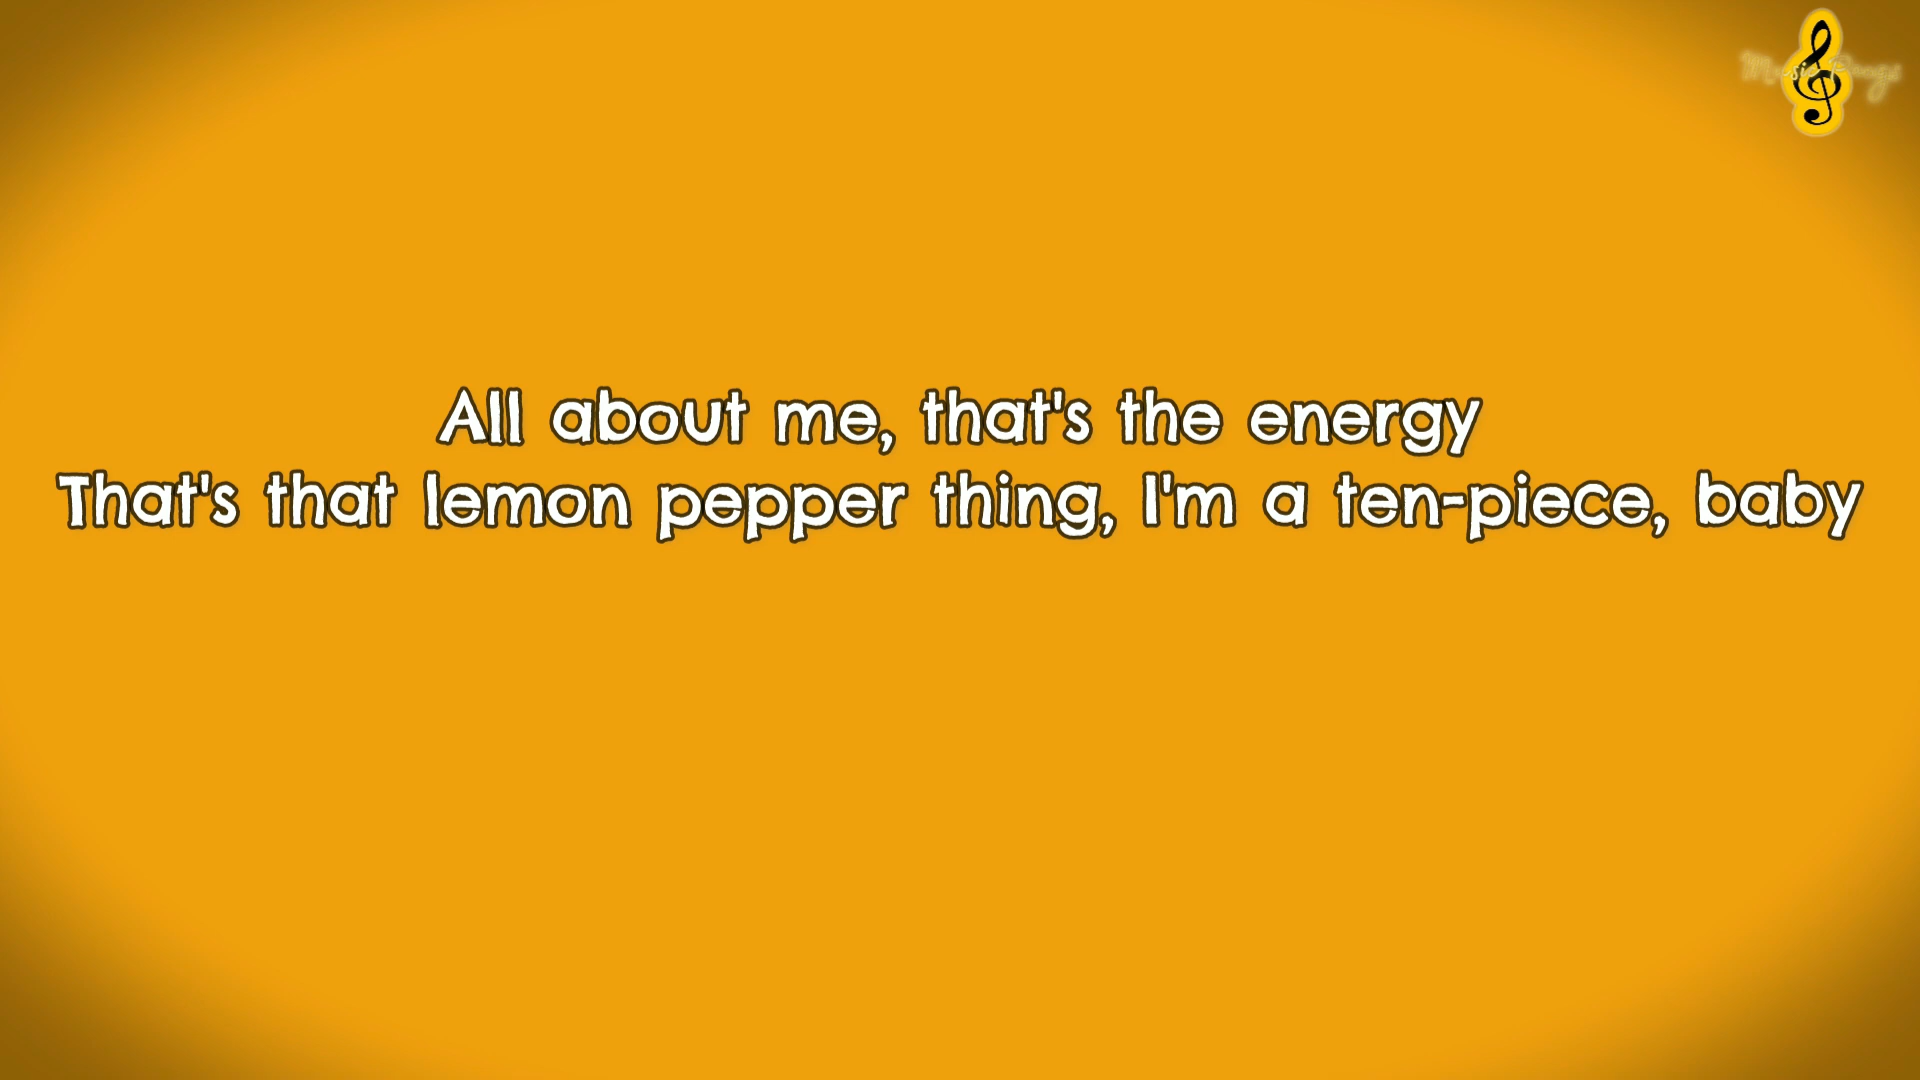 All about me, that's the energy
That's that lemon pepper thing, I'm a ten-piece, baby